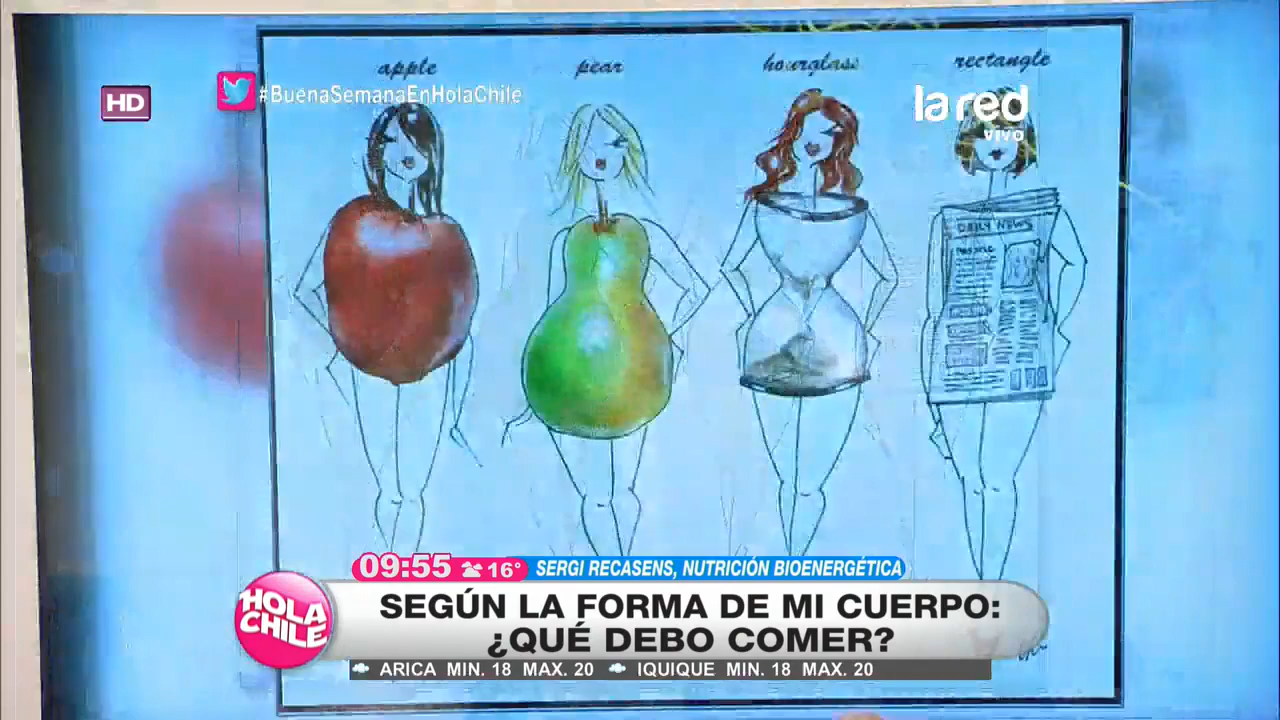 apple
pear
hourglass
rectangle
HD
#BuenaSemanaEnHolaChile
la red
VIVO
DAILY NEWS
09:55
16°
SERGI RECASENS, NUTRICIÓN BIOENERGÉTICA
HOLA
CHILE
SEGÚN LA FORMA DE MI CUERPO:
¿QUÉ DEBO COMER?
ARICA MIN. 18 MAX. 20 IQUIQUE MIN. 18 MAX. 20